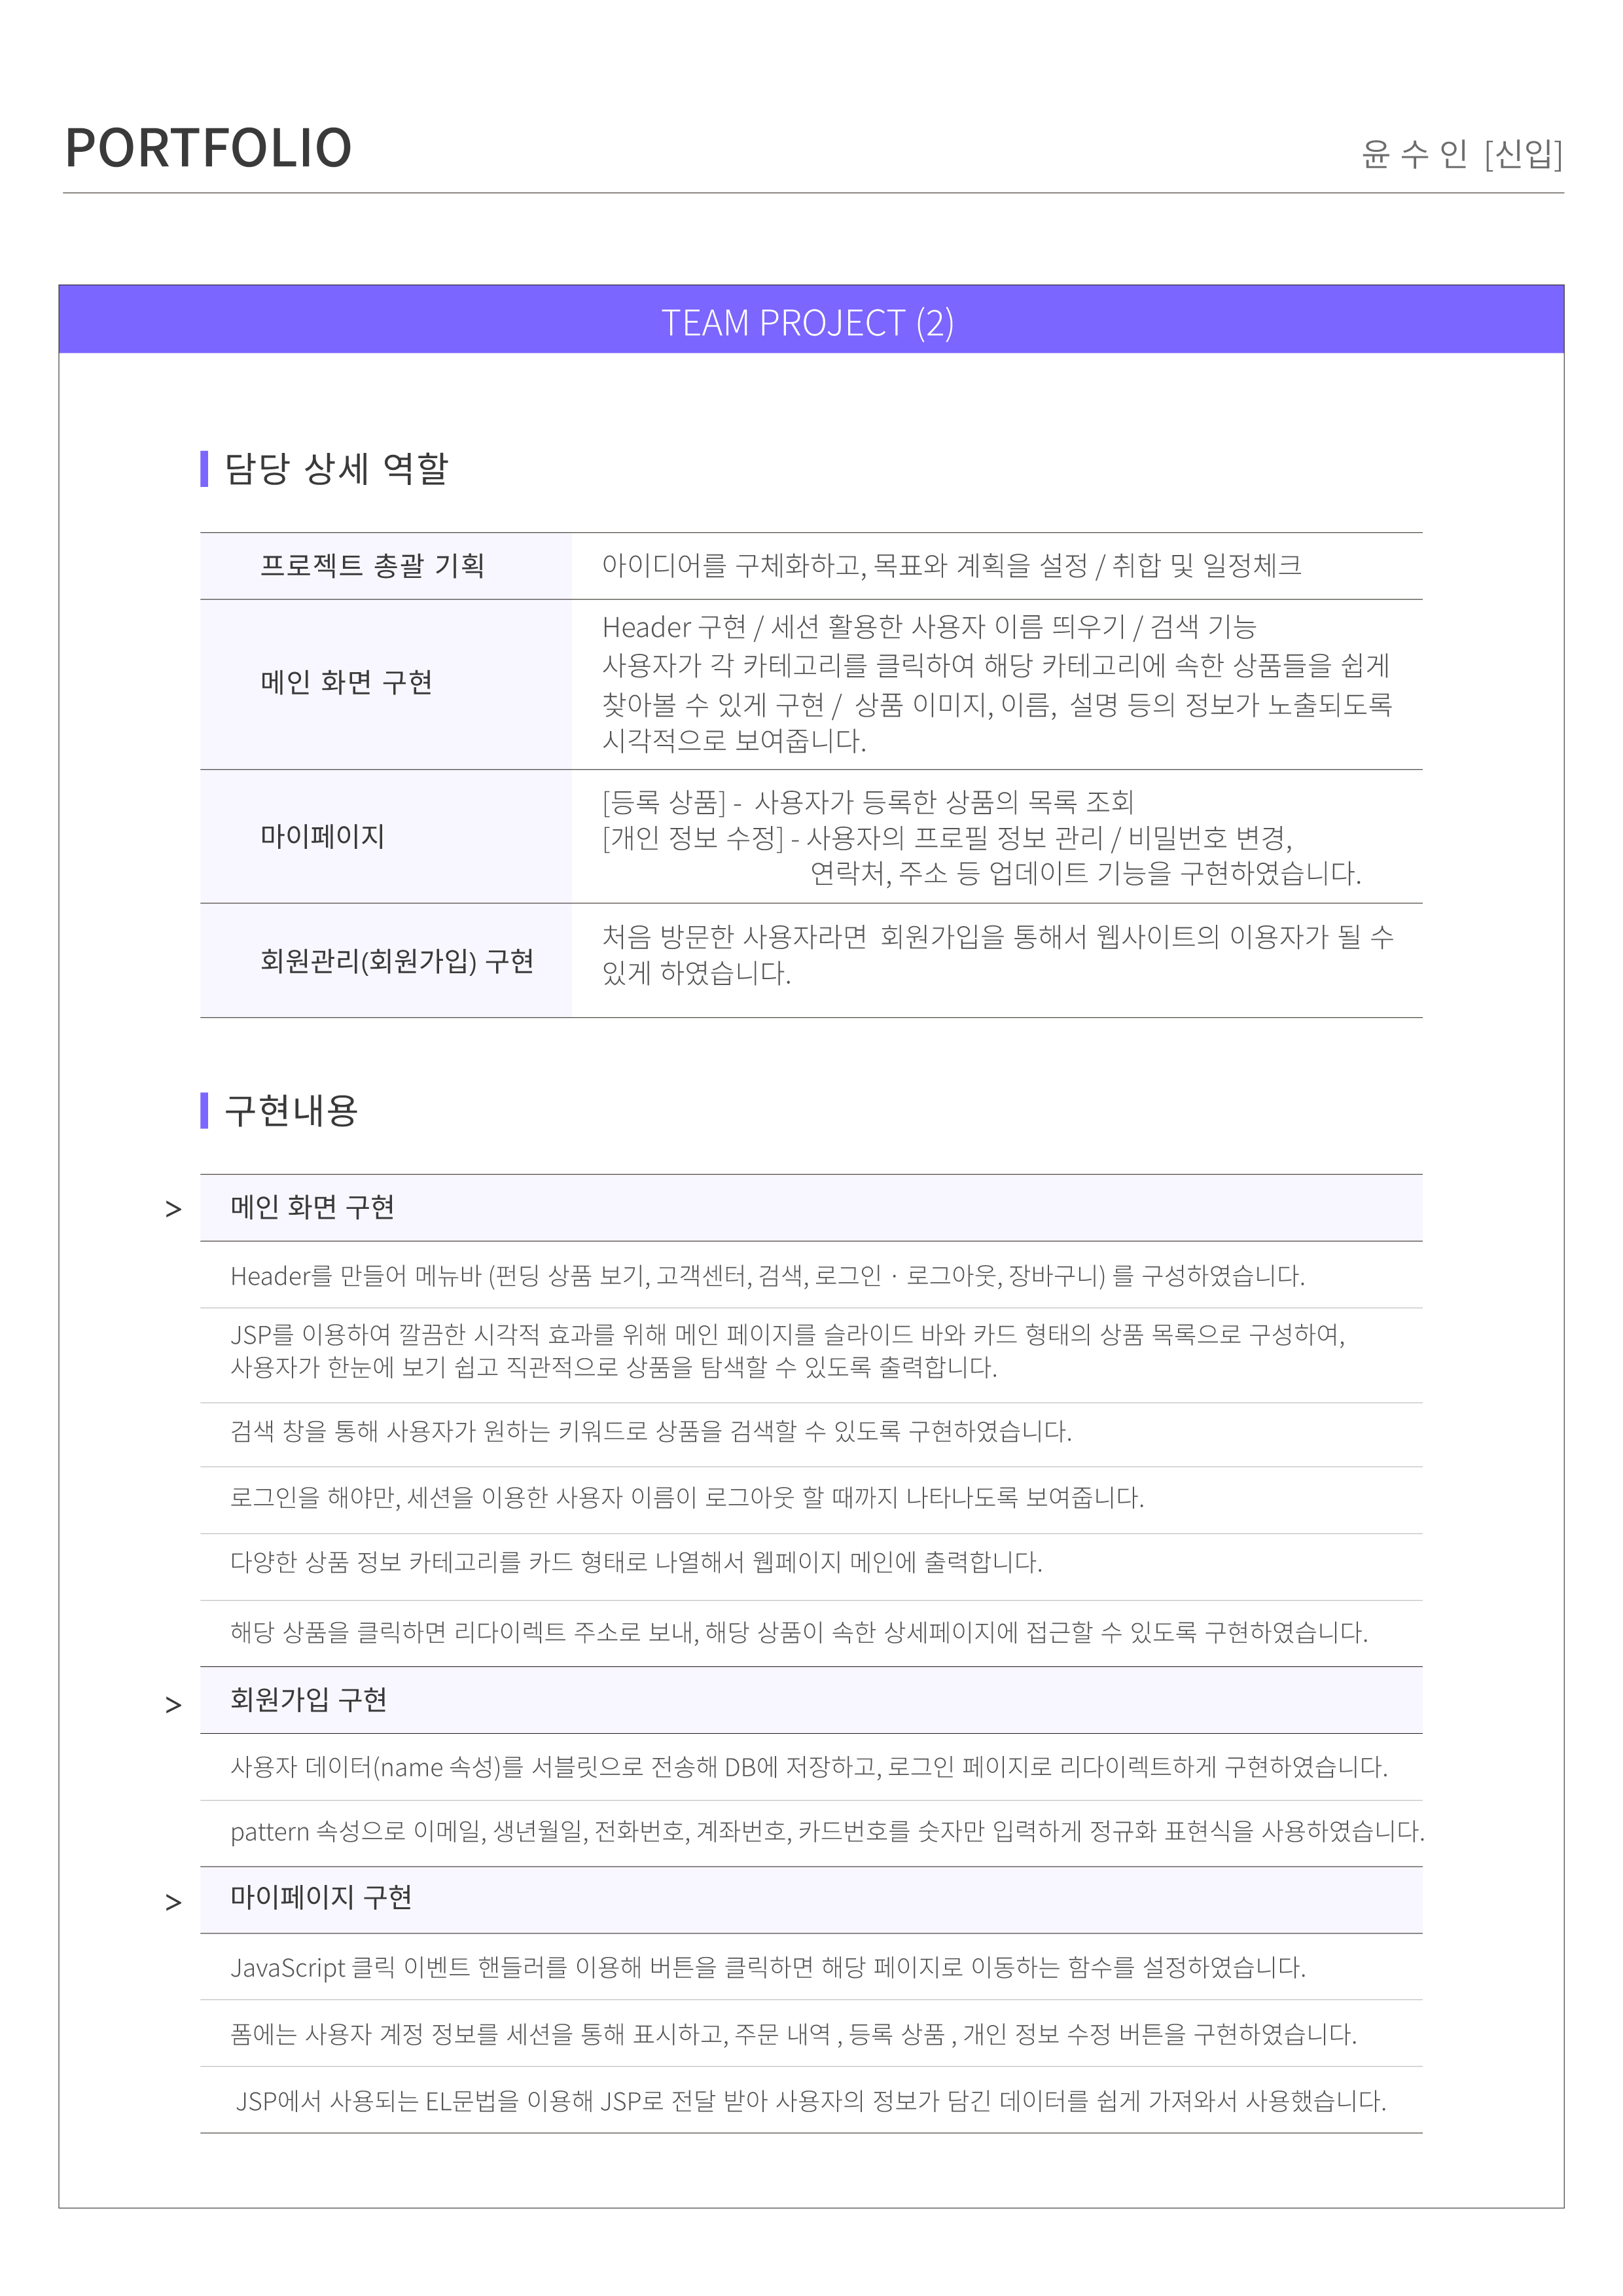 PORTFOLIO
윤 수 인 [신입]
TEAM PROJECT (2)
담당 상세 역할
프로젝트 총괄 기획
아이디어를 구체화하고, 목표와 계획을 설정 / 취합 및 일정체크
메인 화면 구현
Header 구현 / 세션 활용한 사용자 이름 띄우기 / 검색 기능
사용자가 각 카테고리를 클릭하여 해당 카테고리에 속한 상품들을 쉽게
찾아볼 수 있게 구현 / 상품 이미지, 이름, 설명 등의 정보가 노출되도록
시각적으로 보여줍니다.
마이페이지
[등록 상품] - 사용자가 등록한 상품의 목록 조회
[개인 정보 수정] - 사용자의 프로필 정보 관리 / 비밀번호 변경,
연락처, 주소 등 업데이트 기능을 구현하였습니다.
회원관리(회원가입) 구현
처음 방문한 사용자라면 회원가입을 통해서 웹사이트의 이용자가 될 수
있게 하였습니다.
구현내용
> 메인 화면 구현
Header를 만들어 메뉴바 (펀딩 상품 보기, 고객센터, 검색, 로그인 · 로그아웃, 장바구니) 를 구성하였습니다.
JSP를 이용하여 깔끔한 시각적 효과를 위해 메인 페이지를 슬라이드 바와 카드 형태의 상품 목록으로 구성하여,
사용자가 한눈에 보기 쉽고 직관적으로 상품을 탐색할 수 있도록 출력합니다.
검색 창을 통해 사용자가 원하는 키워드로 상품을 검색할 수 있도록 구현하였습니다.
로그인을 해야만, 세션을 이용한 사용자 이름이 로그아웃 할 때까지 나타나도록 보여줍니다.
다양한 상품 정보 카테고리를 카드 형태로 나열해서 웹페이지 메인에 출력합니다.
해당 상품을 클릭하면 리다이렉트 주소로 보내, 해당 상품이 속한 상세페이지에 접근할 수 있도록 구현하였습니다.
> 회원가입 구현
사용자 데이터(name 속성)를 서블릿으로 전송해 DB에 저장하고, 로그인 페이지로 리다이렉트하게 구현하였습니다.
pattern 속성으로 이메일, 생년월일, 전화번호, 계좌번호, 카드번호를 숫자만 입력하게 정규화 표현식을 사용하였습니다.
> 마이페이지 구현
JavaScript 클릭 이벤트 핸들러를 이용해 버튼을 클릭하면 해당 페이지로 이동하는 함수를 설정하였습니다.
폼에는 사용자 계정 정보를 세션을 통해 표시하고, 주문 내역 , 등록 상품 , 개인 정보 수정 버튼을 구현하였습니다.
JSP에서 사용되는 EL문법을 이용해 JSP로 전달 받아 사용자의 정보가 담긴 데이터를 쉽게 가져와서 사용했습니다.